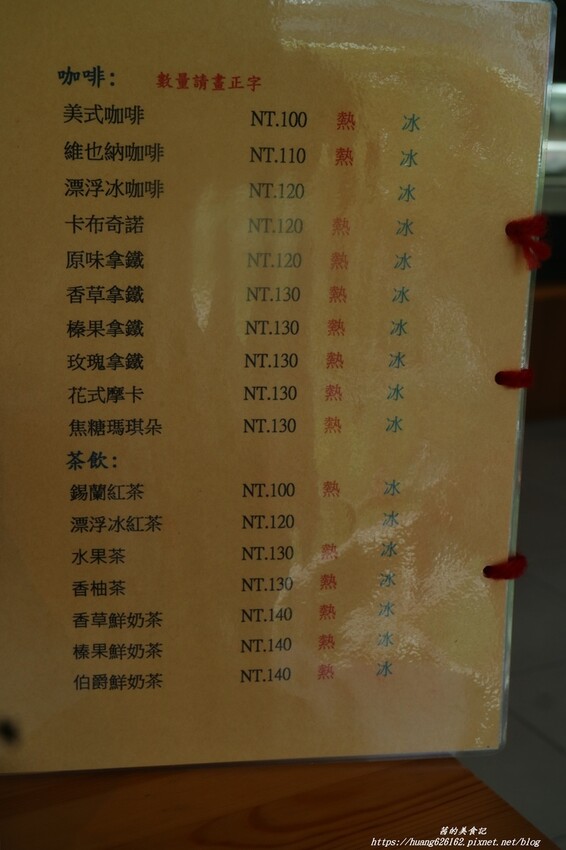 咖啡: 數量請畫正字
美式咖啡 NT.100 熱 冰
維也納咖啡 NT.110 熱 冰
漂浮冰咖啡 NT.120 冰
卡布奇諾 NT.120 熱 冰
原味拿鐵 NT.120 熱 冰
香草拿鐵 NT.130 熱 冰
榛果拿鐵 NT.130 熱 冰
玫瑰拿鐵 NT.130 熱 冰
花式摩卡 NT.130 熱 冰
焦糖瑪琪朵 NT.130 熱 冰
茶飲:
錫蘭紅茶 NT.100 熱 冰
漂浮冰紅茶 NT.120 冰
水果茶 NT.130 熱 冰
香柚茶 NT.130 熱 冰
香草鮮奶茶 NT.140 熱 冰
榛果鮮奶茶 NT.140 熱 冰
伯爵鮮奶茶 NT.140 熱 冰
茜的美食記
https://huang626162.pixnet.net/blog